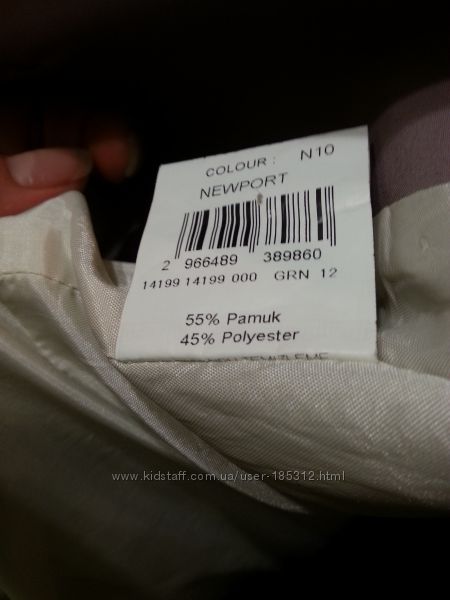 COLOUR : N10
NEWPORT
2 966489 389860
14199 14199 000 GRN 12
55% Pamuk
45% Polyester
www.kidstaff.com.ua/user-185312.html